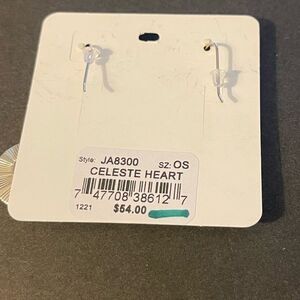 Style: JA8300 SZ: OS
CELESTE HEART
7 47708 38612 7
1221 $54.00